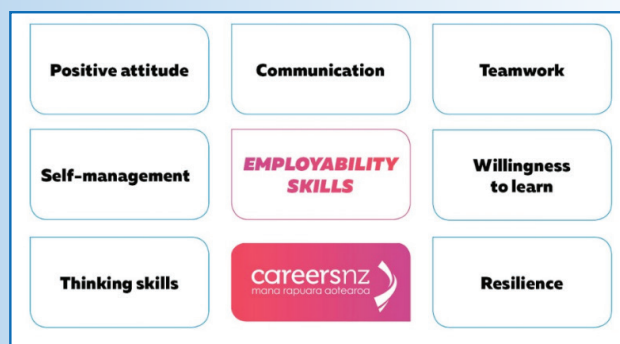 Positive attitude
Communication
Teamwork
Self-management
EMPLOYABILITY
SKILLS
Willingness
to learn
Thinking skills
careersnz
mana rapuara aotearoa
Resilience